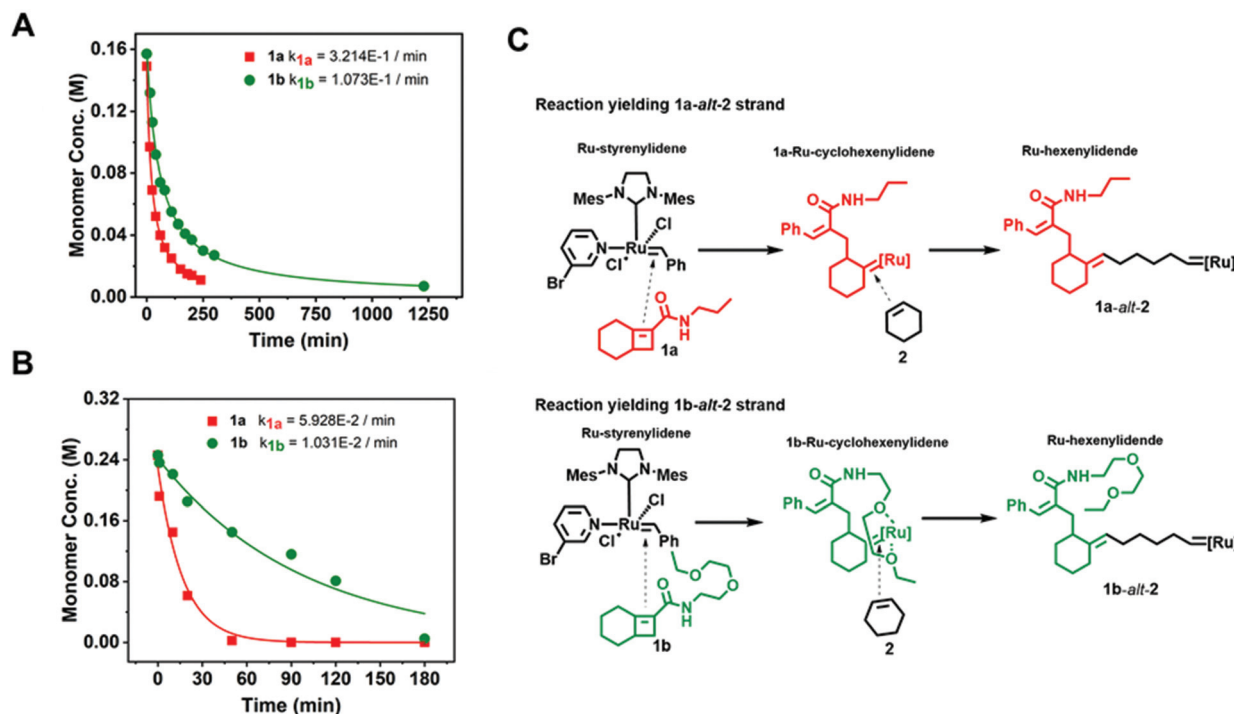 A
0.16
0.12
0.08
0.04
0.00
Monomer Conc. (M)
1a k1a = 3.214E-1 / min
1b k1b = 1.073E-1 / min
0 250 500 750 1000 1250
Time (min)
B
0.32
0.24
0.16
0.08
0.00
Monomer Conc. (M)
1a k1a = 5.928E-2 / min
1b k1b = 1.031E-2 / min
0 30 60 90 120 150 180
Time (min)
C
Reaction yielding 1a-alt-2 strand
Ru-styrenylidene
Mes N N Mes
Cl
N Ru
Cl Ph
Br
O
N
H
1a
1a-Ru-cyclohexenylidene
O NH
Ph
[Ru]
2
Ru-hexenylidende
O NH
Ph
[Ru]
1a-alt-2
Reaction yielding 1b-alt-2 strand
Ru-styrenylidene
Mes N N Mes
Cl
N Ru
Cl Ph
Br
O O
O
N
H
1b
1b-Ru-cyclohexenylidene
O NH
Ph
O
[Ru]
O
2
Ru-hexenylidende
O NH O
Ph O
[Ru]
1b-alt-2